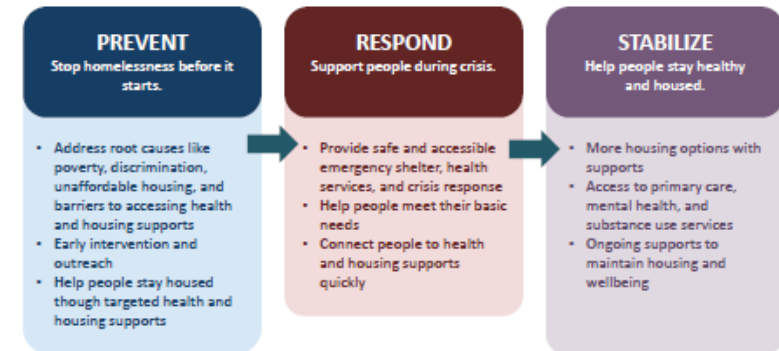 PREVENT
Stop homelessness before it
starts.
• Address root causes like
poverty, discrimination,
unaffordable housing, and
barriers to accessing health
and housing supports
• Early intervention and
outreach
• Help people stay housed
though targeted health and
housing supports
RESPOND
Support people during crisis.
• Provide safe and accessible
emergency shelter, health
services, and crisis response
• Help people meet their basic
needs
• Connect people to health
and housing supports
quickly
STABILIZE
Help people stay healthy
and housed.
• More housing options with
supports
• Access to primary care,
mental health, and
substance use services
• Ongoing supports to
maintain housing and
wellbeing